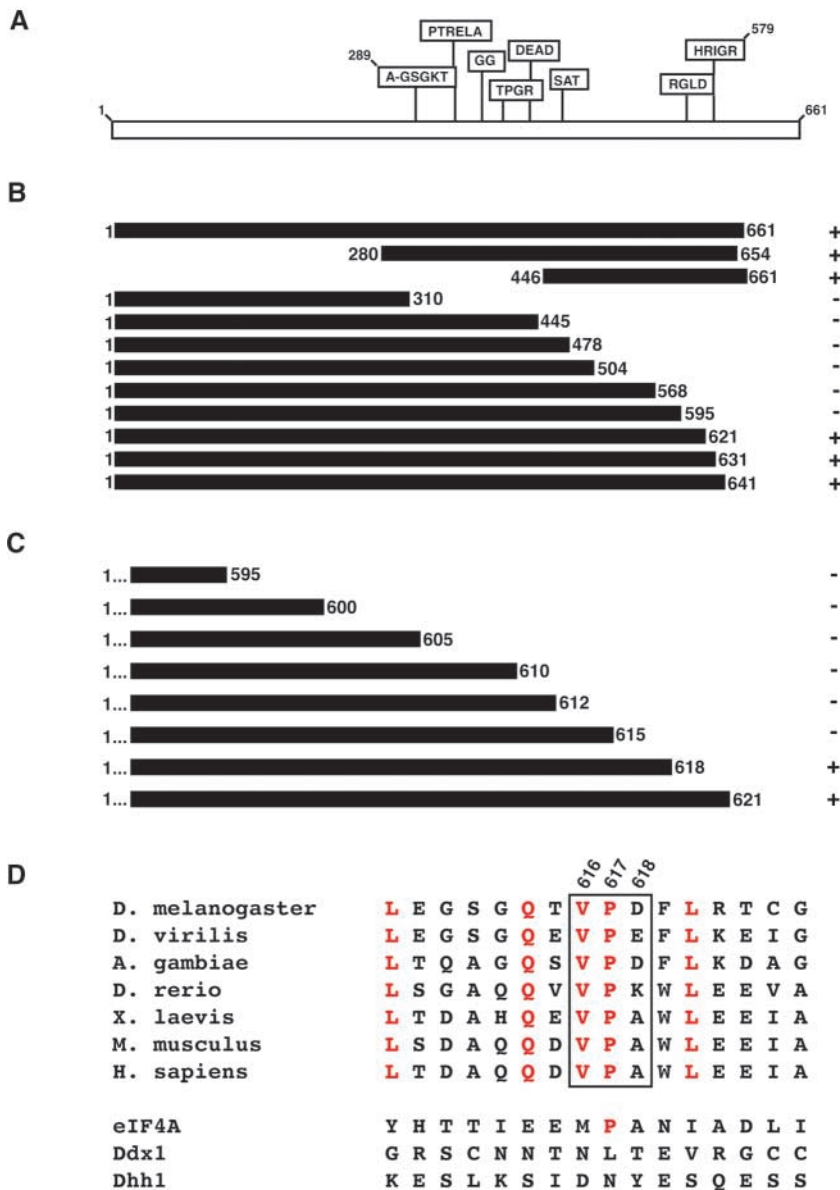 A
PTRELA
289
579
GG
DEAD
HRIGR
A-GSGKT
TPGR
SAT
RGLD
1
661
B
1 661 +
280 654 +
446 661 +
1 310 -
1 445 -
1 478 -
1 504 -
1 568 -
1 595 -
1 621 +
1 631 +
1 641 +
C
1... 595 -
1... 600 -
1... 605 -
1... 610 -
1... 612 -
1... 615 -
1... 618 +
1... 621 +
D
616 617 618
D. melanogaster L E G S G Q T V P D F L R T C G
D. virilis L E G S G Q E V P E F L K E I G
A. gambiae L T Q A G Q S V P D F L K D A G
D. rerio L S G A Q Q V V P K W L E E V A
X. laevis L T D A H Q E V P A W L E E I A
M. musculus L S D A Q Q D V P A W L E E I A
H. sapiens L T D A Q Q D V P A W L E E I A
eIF4A Y H T T I E E M P A N I A D L I
Ddx1 G R S C N N T N L T E V R G C C
Dhh1 K E S L K S I D N Y E S Q E S S